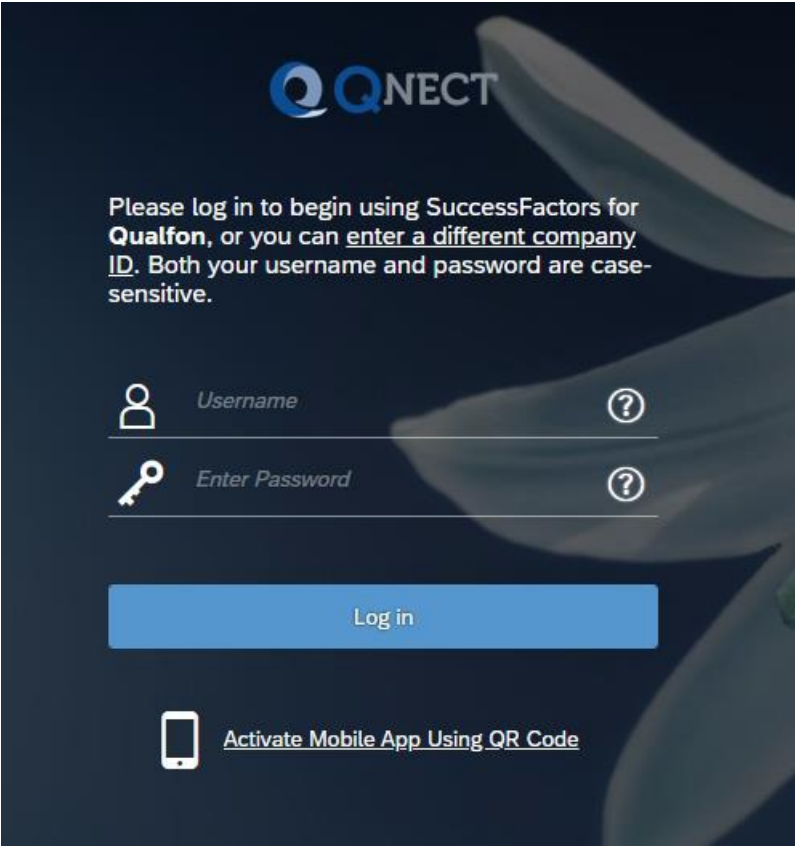 QNECT
Please log in to begin using SuccessFactors for
Qualfon, or you can enter a different company
ID. Both your username and password are case-
sensitive.
Username
?
Enter Password
?
Log in
Activate Mobile App Using QR Code